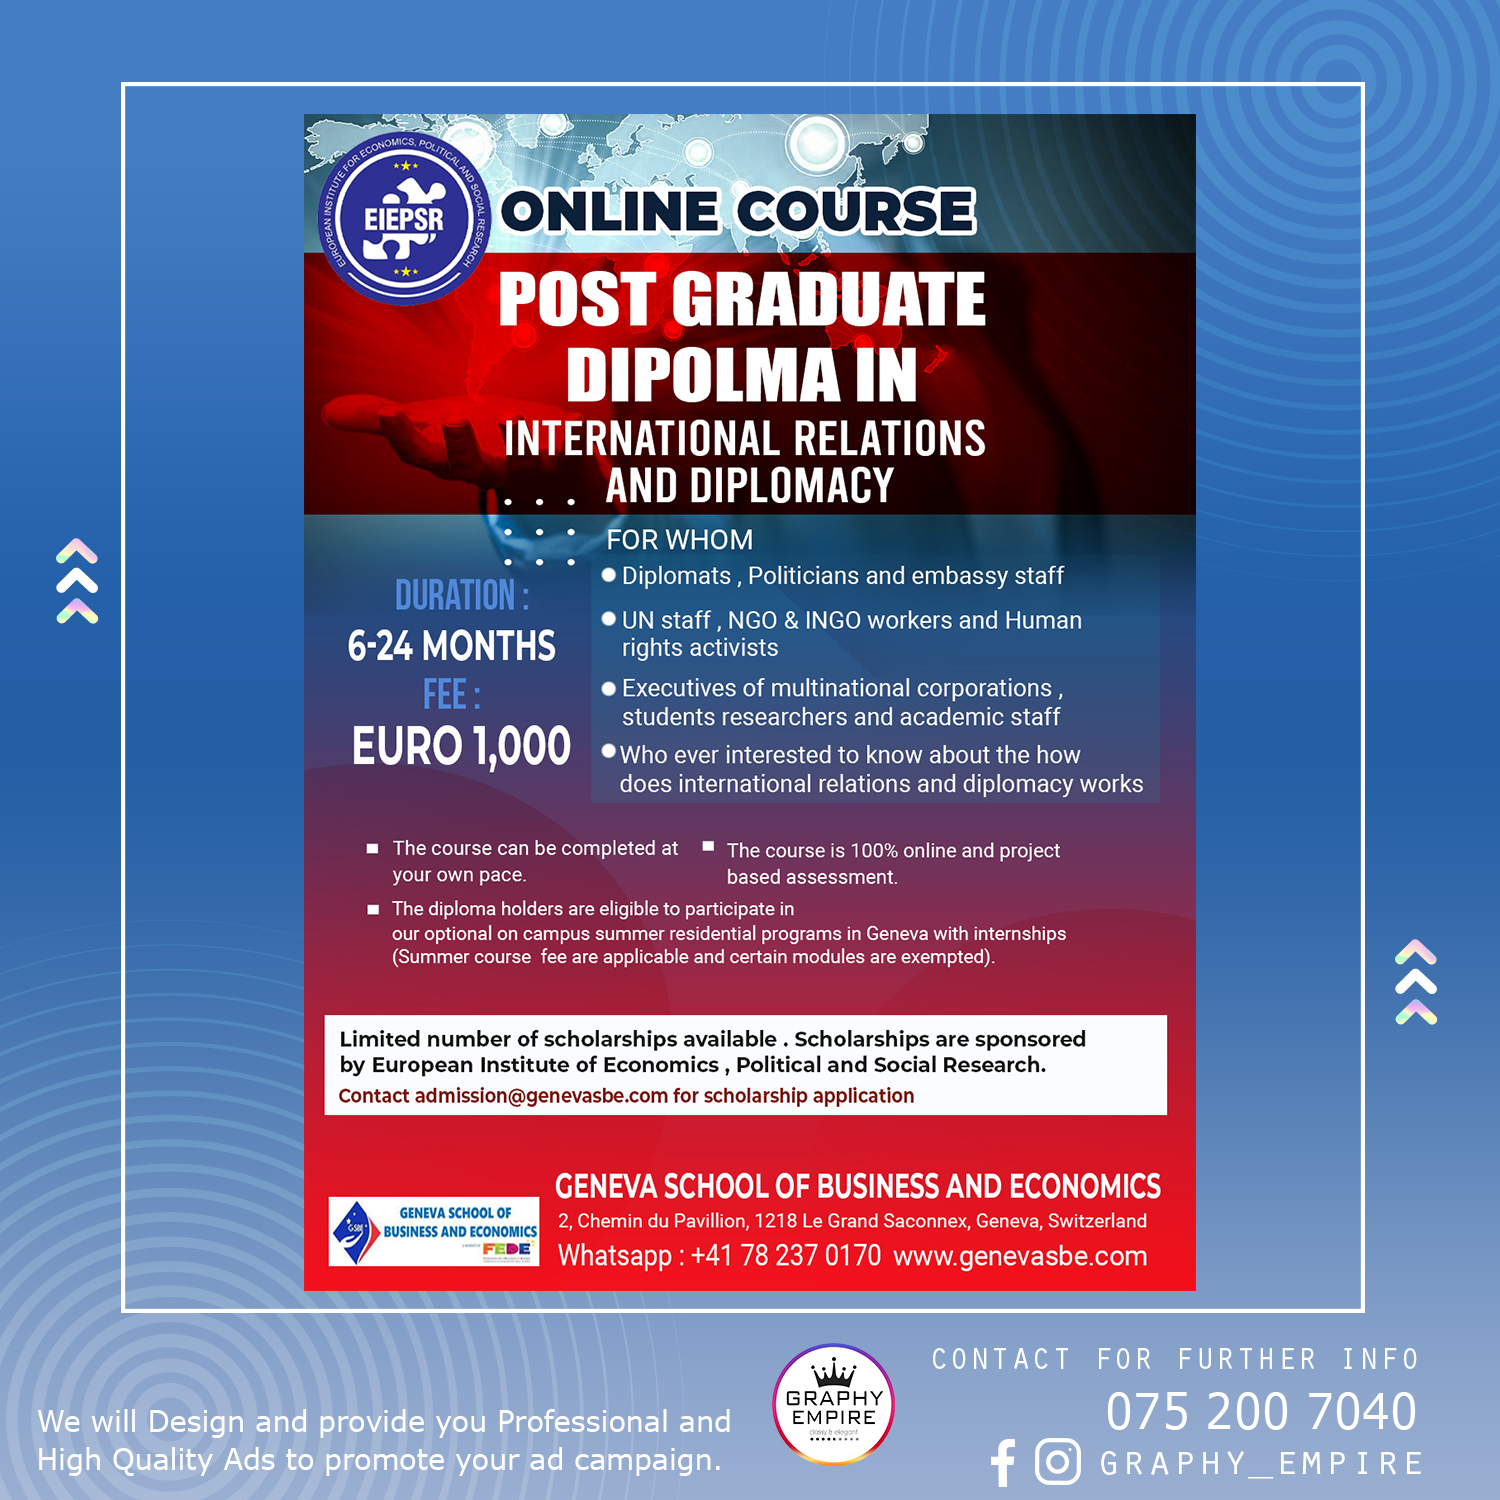 EUROPEAN INSTITUTE FOR ECONOMICS, POLITICAL AND SOCIAL RESEARCH
EIEPSR
ONLINE COURSE
POST GRADUATE
DIPOLMA IN
INTERNATIONAL RELATIONS
AND DIPLOMACY
FOR WHOM
Diplomats , Politicians and embassy staff
UN staff , NGO & INGO workers and Human
rights activists
Executives of multinational corporations ,
students researchers and academic staff
Who ever interested to know about the how
does international relations and diplomacy works
DURATION :
6-24 MONTHS
FEE :
EURO 1,000
The course can be completed at
your own pace.
The course is 100% online and project
based assessment.
The diploma holders are eligible to participate in
our optional on campus summer residential programs in Geneva with internships
(Summer course fee are applicable and certain modules are exempted).
Limited number of scholarships available . Scholarships are sponsored
by European Institute of Economics , Political and Social Research.
Contact admission@genevasbe.com for scholarship application
GSBE
GENEVA SCHOOL OF
BUSINESS AND ECONOMICS
FEDE
GENEVA SCHOOL OF BUSINESS AND ECONOMICS
2, Chemin du Pavillion, 1218 Le Grand Saconnex, Geneva, Switzerland
Whatsapp : +41 78 237 0170 www.genevasbe.com
We will Design and provide you Professional and
High Quality Ads to promote your ad campaign.
GRAPHY
EMPIRE
classy & elegant
CONTACT FOR FURTHER INFO
075 200 7040
GRAPHY_EMPIRE